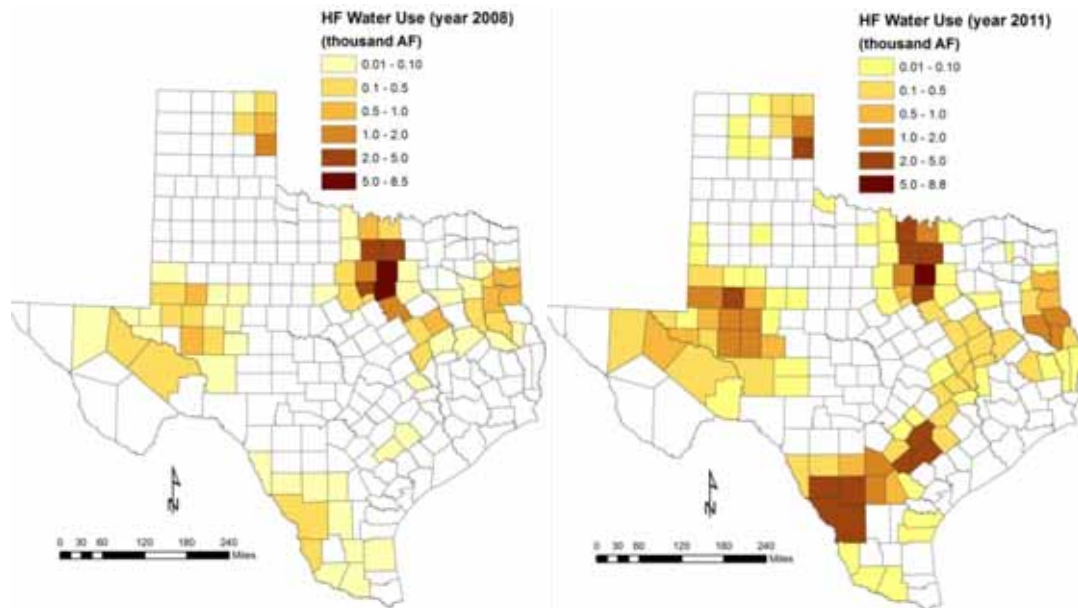 HF Water Use (year 2008)
(thousand AF)
0.01 - 0.10
0.1 - 0.5
0.5 - 1.0
1.0 - 2.0
2.0 - 5.0
5.0 - 8.5
N
0 30 60 120 180 240
Miles
HF Water Use (year 2011)
(thousand AF)
0.01 - 0.10
0.1 - 0.5
0.5 - 1.0
1.0 - 2.0
2.0 - 5.0
5.0 - 8.8
N
0 30 60 120 180 240
Miles